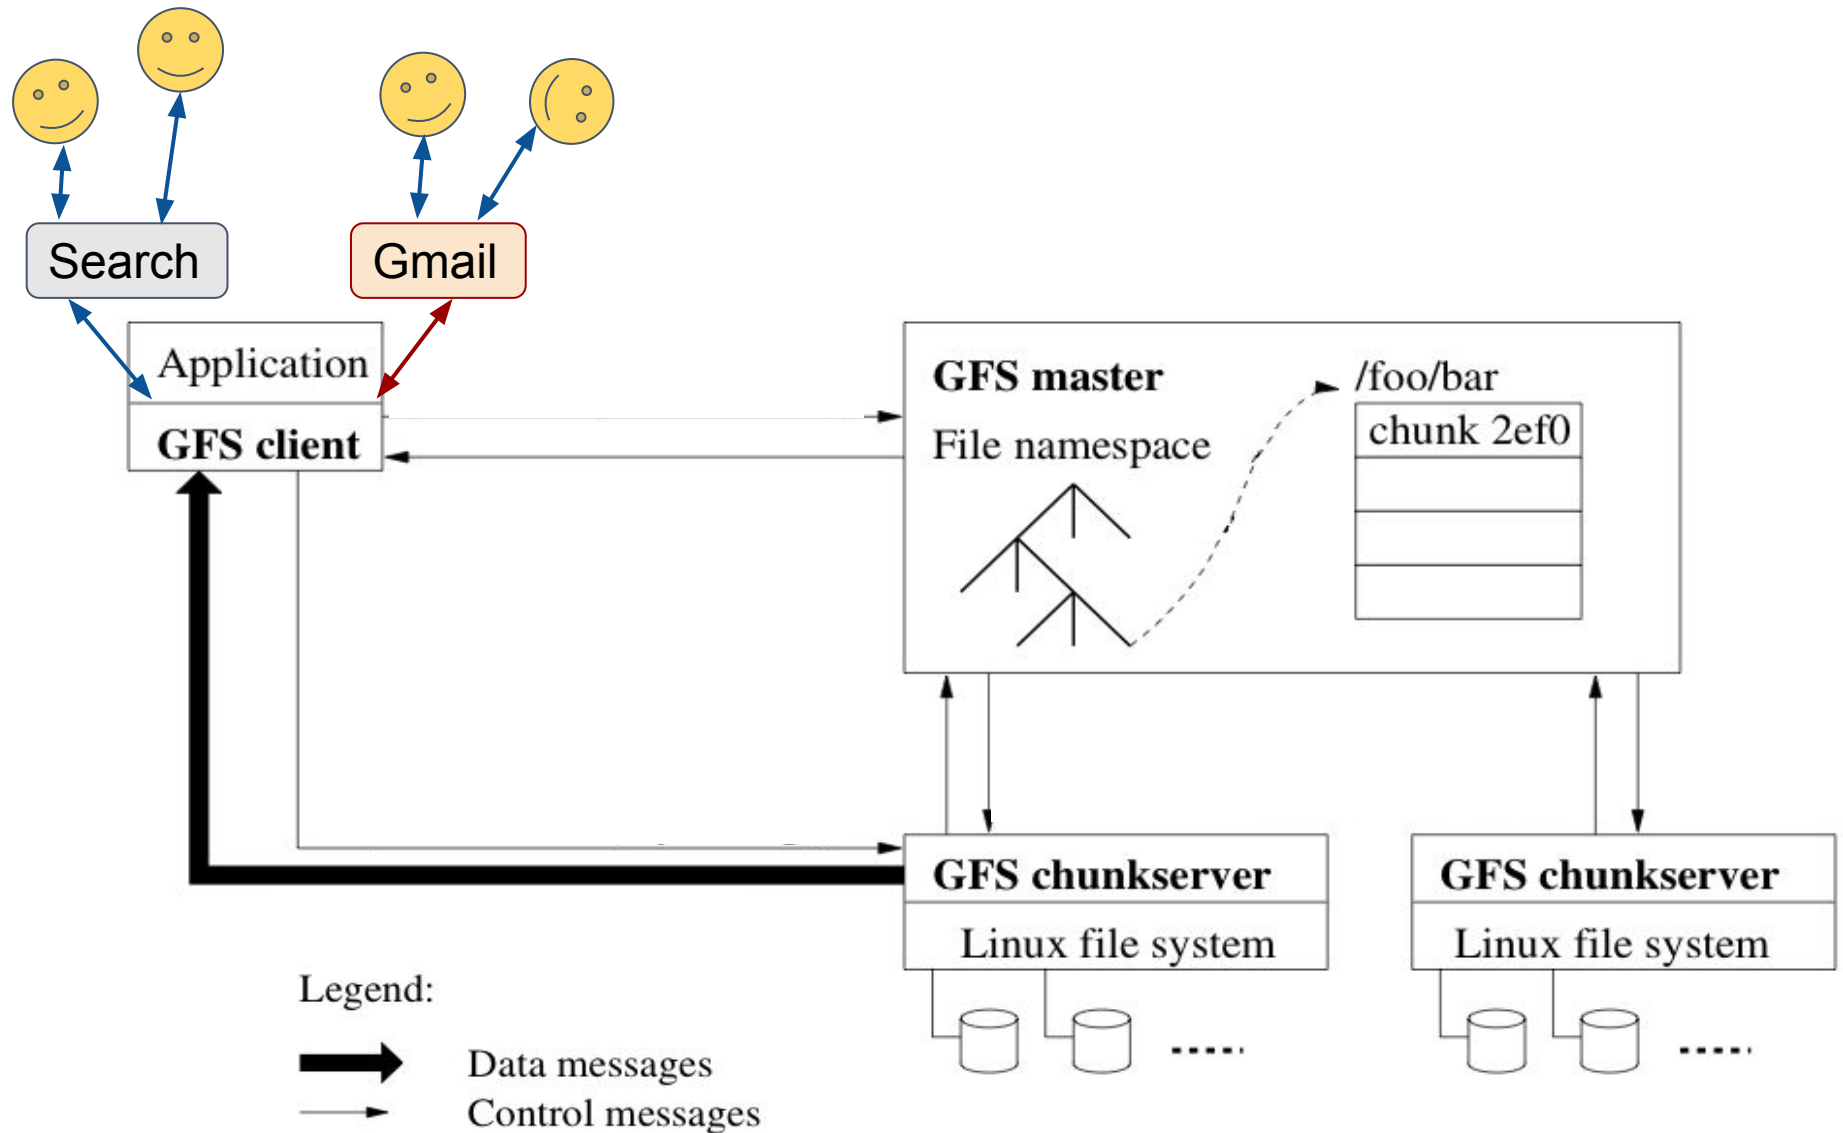 Search
Gmail
Application
GFS client
GFS master
File namespace
/foo/bar
chunk 2ef0
GFS chunkserver
Linux file system
GFS chunkserver
Linux file system
Legend:
Data messages
Control messages